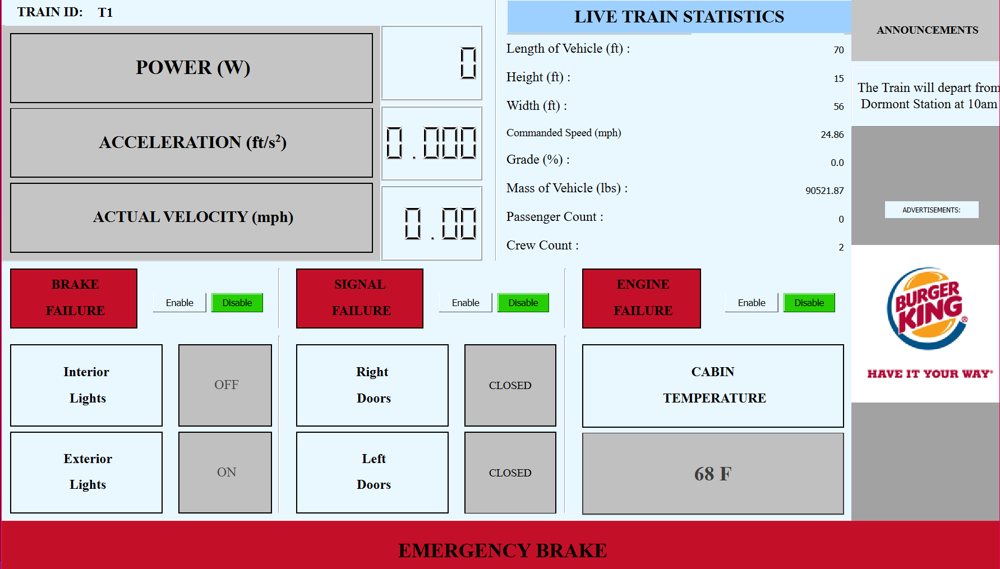 TRAIN ID: T1
POWER (W)
0
ACCELERATION (ft/s²)
0.000
ACTUAL VELOCITY (mph)
0.00
LIVE TRAIN STATISTICS
Length of Vehicle (ft) : 70
Height (ft) : 15
Width (ft) : 56
Commanded Speed (mph) 24.86
Grade (%) : 0.0
Mass of Vehicle (lbs) : 90521.87
Passenger Count : 0
Crew Count : 2
ANNOUNCEMENTS
The Train will depart from
Dormont Station at 10am
ADVERTISEMENTS:
BURGER
KING®
HAVE IT YOUR WAY®
BRAKE
FAILURE
Enable Disable
SIGNAL
FAILURE
Enable Disable
ENGINE
FAILURE
Enable Disable
Interior
Lights
OFF
Right
Doors
CLOSED
CABIN
TEMPERATURE
Exterior
Lights
ON
Left
Doors
CLOSED
68 F
EMERGENCY BRAKE